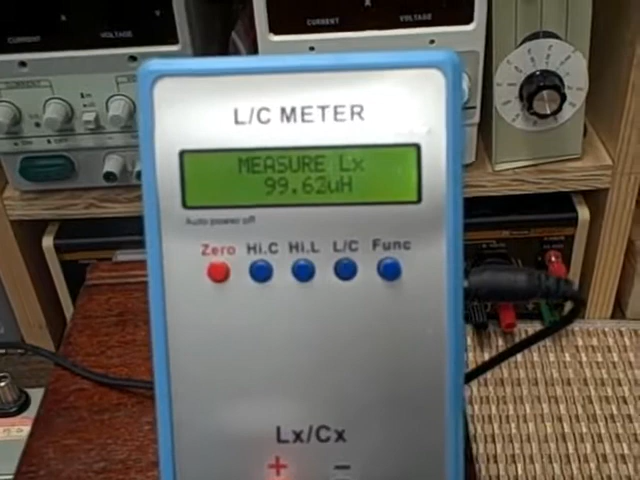 CURRENT
A
VOLTAGE
V
CURRENT
A
VOLTAGE
L/C METER
MEASURE Lx
99.62uH
Auto power off
Zero Hi.C Hi.L L/C Func
Lx/Cx
+ −